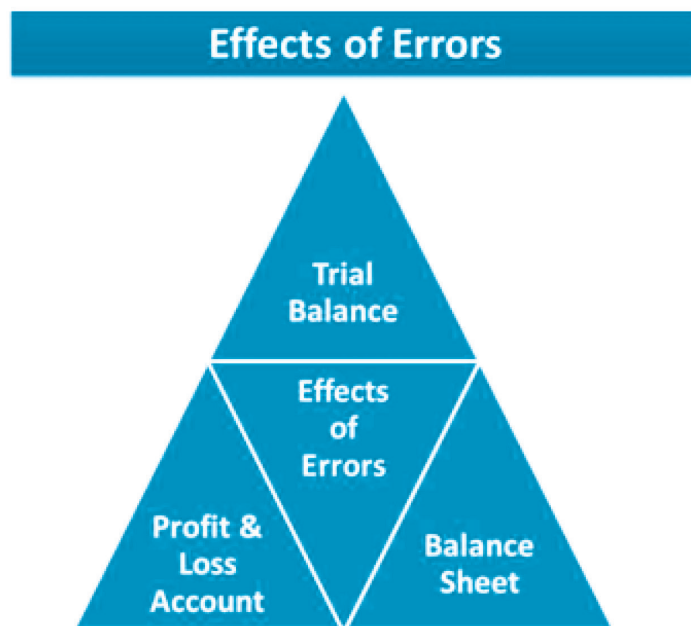 Effects of Errors
Trial
Balance
Effects
of
Errors
Profit &
Loss
Account
Balance
Sheet